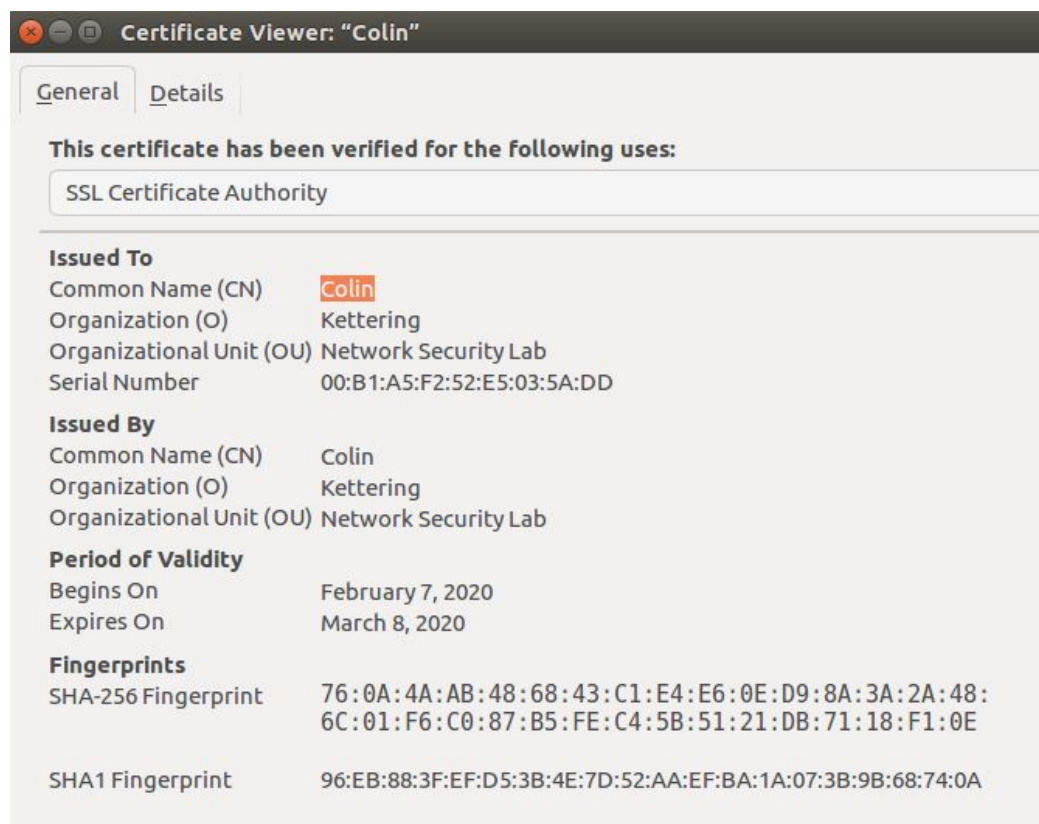 Certificate Viewer: “Colin”
General Details
This certificate has been verified for the following uses:
SSL Certificate Authority
Issued To
Common Name (CN) Colin
Organization (O) Kettering
Organizational Unit (OU) Network Security Lab
Serial Number 00:B1:A5:F2:52:E5:03:5A:DD
Issued By
Common Name (CN) Colin
Organization (O) Kettering
Organizational Unit (OU) Network Security Lab
Period of Validity
Begins On February 7, 2020
Expires On March 8, 2020
Fingerprints
SHA-256 Fingerprint 76:0A:4A:AB:48:68:43:C1:E4:E6:0E:D9:8A:3A:2A:48:
6C:01:F6:C0:87:B5:FE:C4:5B:51:21:DB:71:18:F1:0E
SHA1 Fingerprint 96:EB:88:3F:EF:D5:3B:4E:7D:52:AA:EF:BA:1A:07:3B:9B:68:74:0A